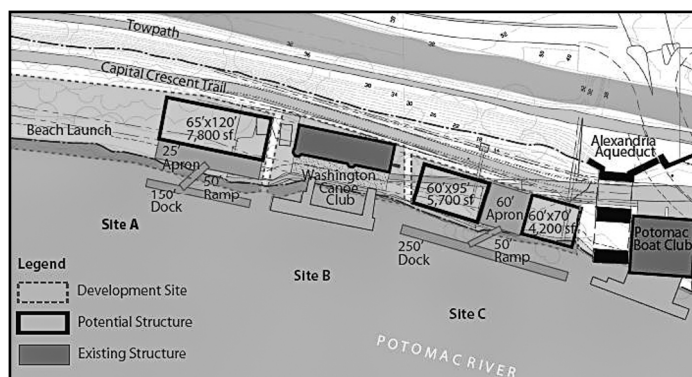 Towpath
Capital Crescent Trail
Beach Launch
65'x120'
7,800 sf
25'
Apron
150'
Dock
50'
Ramp
Washington
Canoe
Club
60'x95'
5,700 sf
60'
Apron
60'x70'
4,200 sf
Alexandria
Aqueduct
Potomac
Boat Club
250'
Dock
50'
Ramp
Site A
Site B
Site C
Legend
Development Site
Potential Structure
Existing Structure
POTOMAC RIVER